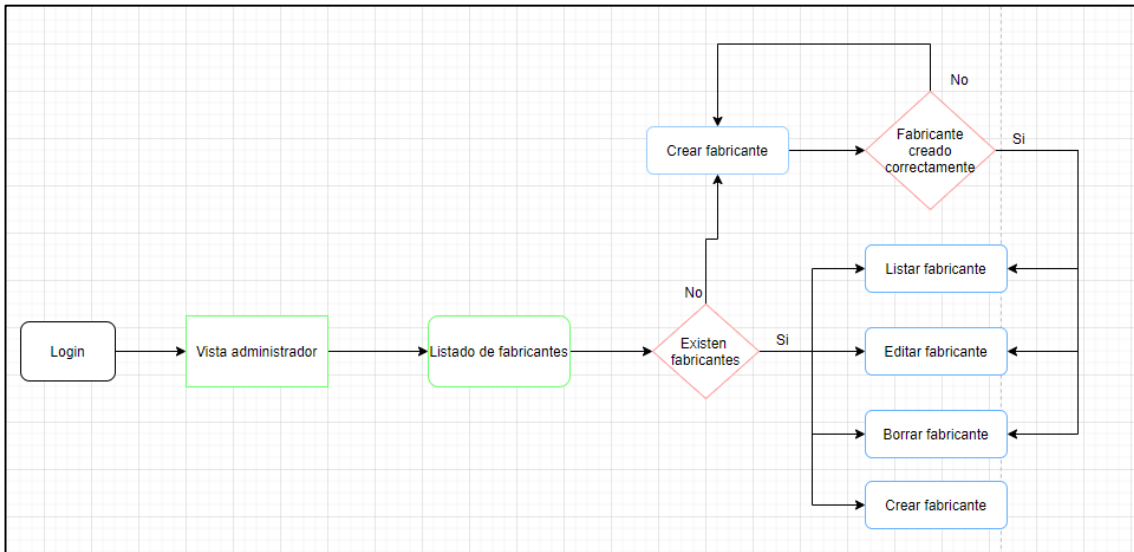 No
Fabricante
creado
correctamente
Si
Crear fabricante
Listar fabricante
No
Login
Vista administrador
Listado de fabricantes
Existen
fabricantes
Si
Editar fabricante
Borrar fabricante
Crear fabricante